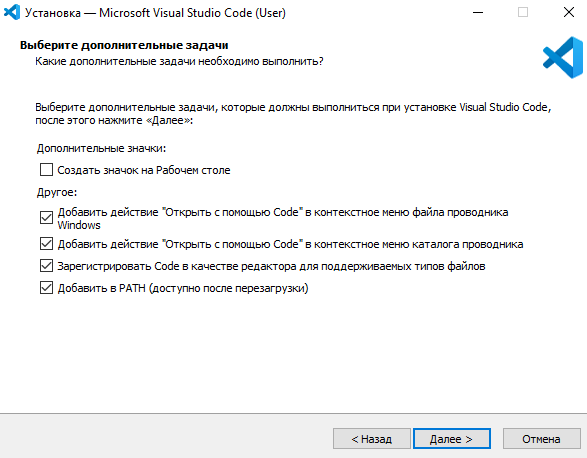 Установка — Microsoft Visual Studio Code (User)
Выберите дополнительные задачи
Какие дополнительные задачи необходимо выполнить?
Выберите дополнительные задачи, которые должны выполниться при установке Visual Studio Code,
после этого нажмите «Далее»:
Дополнительные значки:
Создать значок на Рабочем столе
Другое:
Добавить действие "Открыть с помощью Code" в контекстное меню файла проводника
Windows
Добавить действие "Открыть с помощью Code" в контекстное меню каталога проводника
Зарегистрировать Code в качестве редактора для поддерживаемых типов файлов
Добавить в PATH (доступно после перезагрузки)
< Назад Далее > Отмена